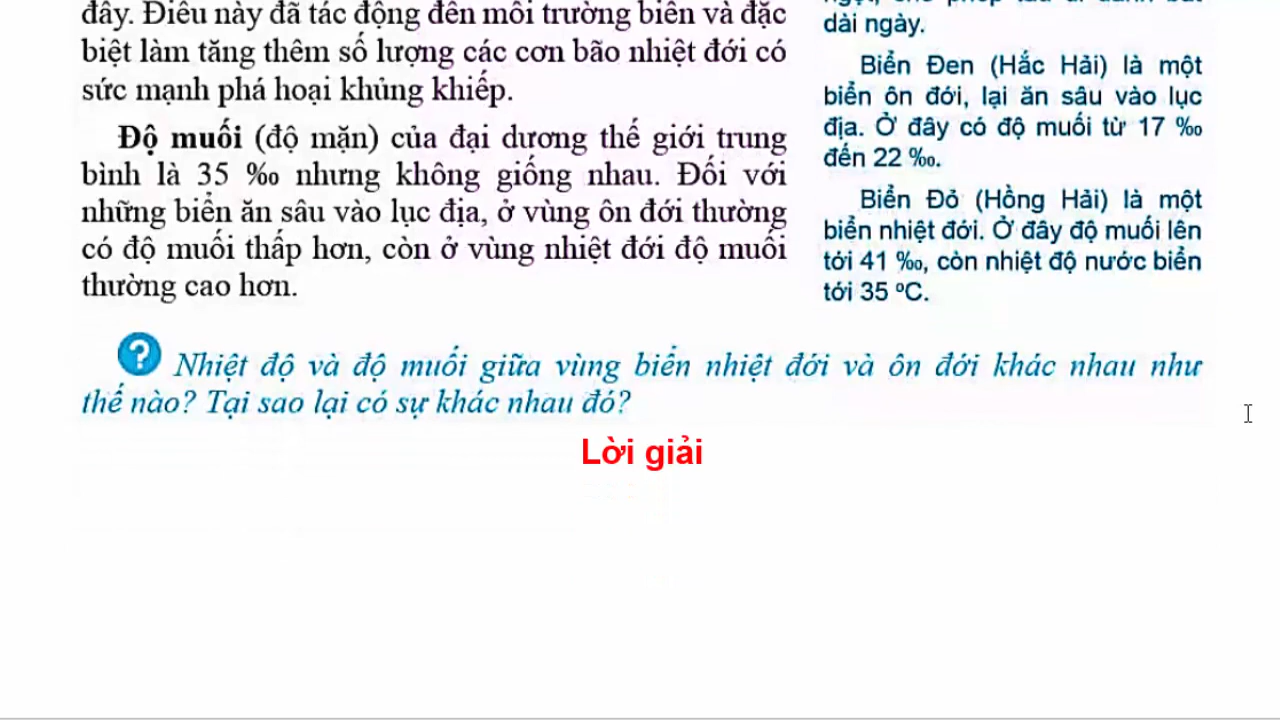 đây. Điều này đã tác động đến môi trường biển và đặc
biệt làm tăng thêm số lượng các cơn bão nhiệt đới có
sức mạnh phá hoại khủng khiếp.
Độ muối (độ mặn) của đại dương thế giới trung
bình là 35 ‰ nhưng không giống nhau. Đối với
những biển ăn sâu vào lục địa, ở vùng ôn đới thường
có độ muối thấp hơn, còn ở vùng nhiệt đới độ muối
thường cao hơn.
dài ngày.
Biển Đen (Hắc Hải) là một
biển ôn đới, lại ăn sâu vào lục
địa. Ở đây có độ muối từ 17 ‰
đến 22 ‰.
Biển Đỏ (Hồng Hải) là một
biển nhiệt đới. Ở đây độ muối lên
tới 41 ‰, còn nhiệt độ nước biển
tới 35 ºC.
? Nhiệt độ và độ muối giữa vùng biển nhiệt đới và ôn đới khác nhau như
thế nào? Tại sao lại có sự khác nhau đó?
Lời giải